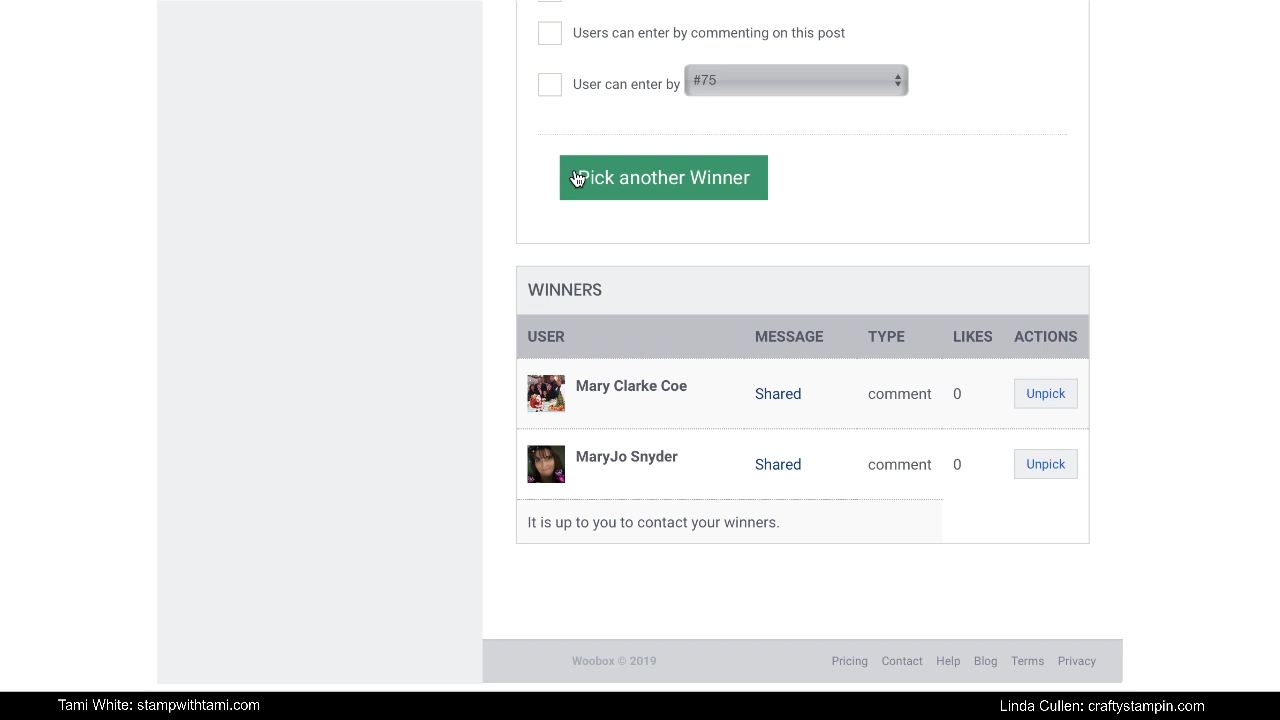 Users can enter by commenting on this post
User can enter by #75
Pick another Winner
WINNERS
USER MESSAGE TYPE LIKES ACTIONS
Mary Clarke Coe Shared comment 0 Unpick
MaryJo Snyder Shared comment 0 Unpick
It is up to you to contact your winners.
Woobox © 2019 Pricing Contact Help Blog Terms Privacy
Tami White: stampwithtami.com Linda Cullen: craftystampin.com